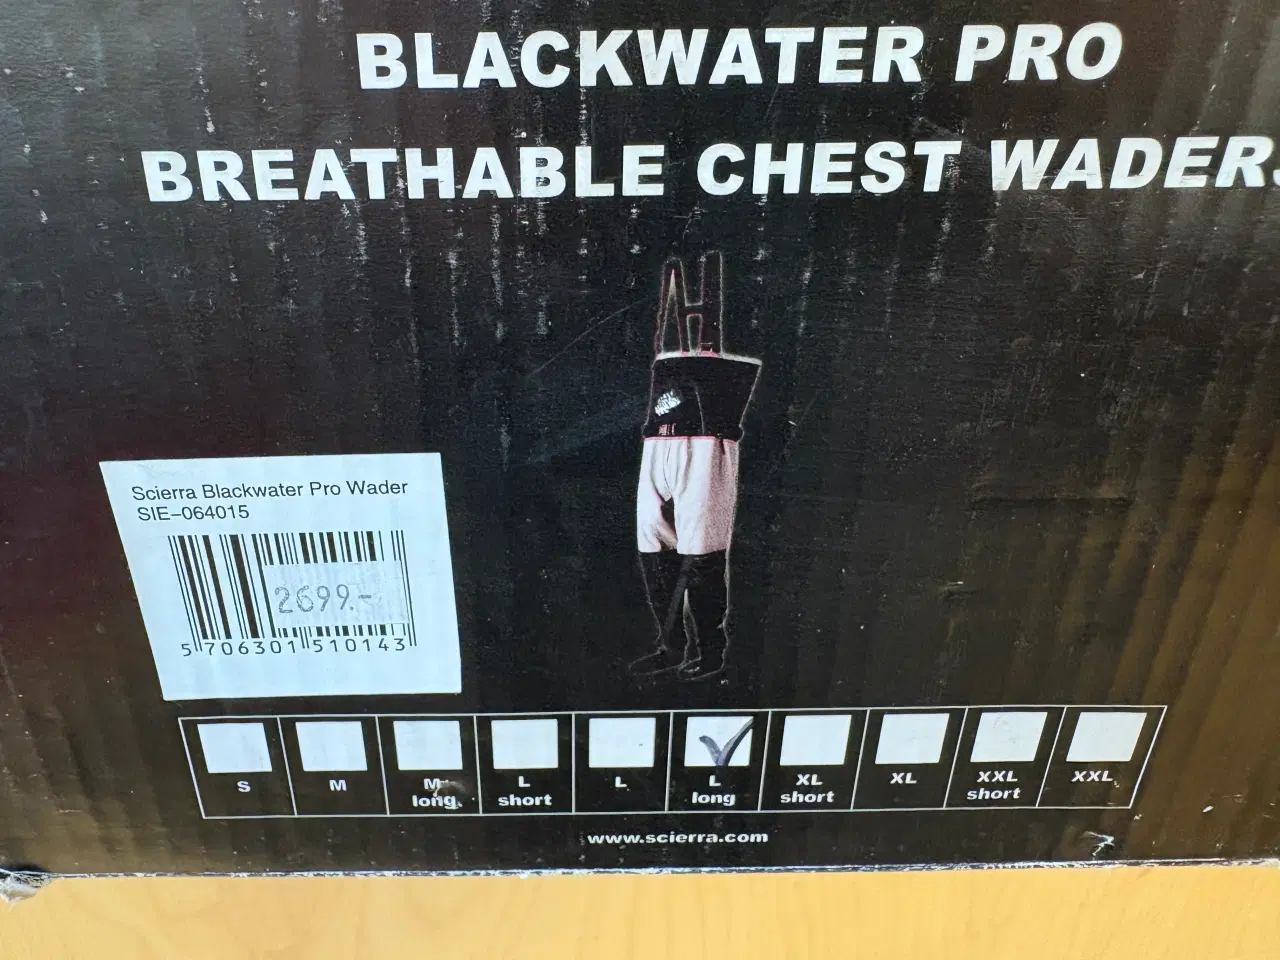 BLACKWATER PRO
BREATHABLE CHEST WADER
Scierra Blackwater Pro Wader
SIE-064015
2699.-
5 706301 510143
S
M
M
long
L
short
L
L
long
XL
short
XL
XXL
short
XXL
www.scierra.com